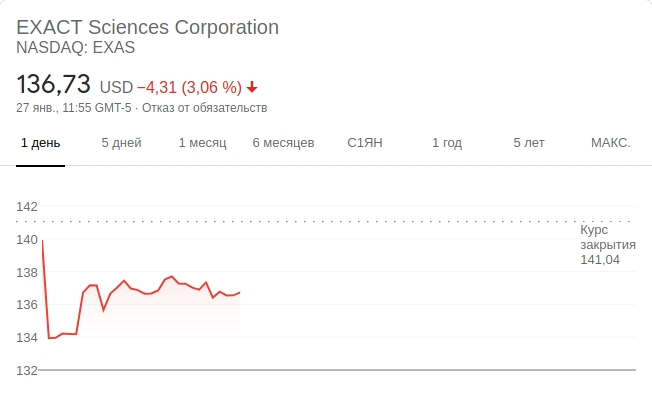 EXACT Sciences Corporation
NASDAQ: EXAS
136,73 USD −4,31 (3,06 %)
27 янв., 11:55 GMT-5 · Отказ от обязательств
1 день 5 дней 1 месяц 6 месяцев С1ЯН 1 год 5 лет МАКС.
142
Курс
закрытия
141,04
140
138
136
134
132